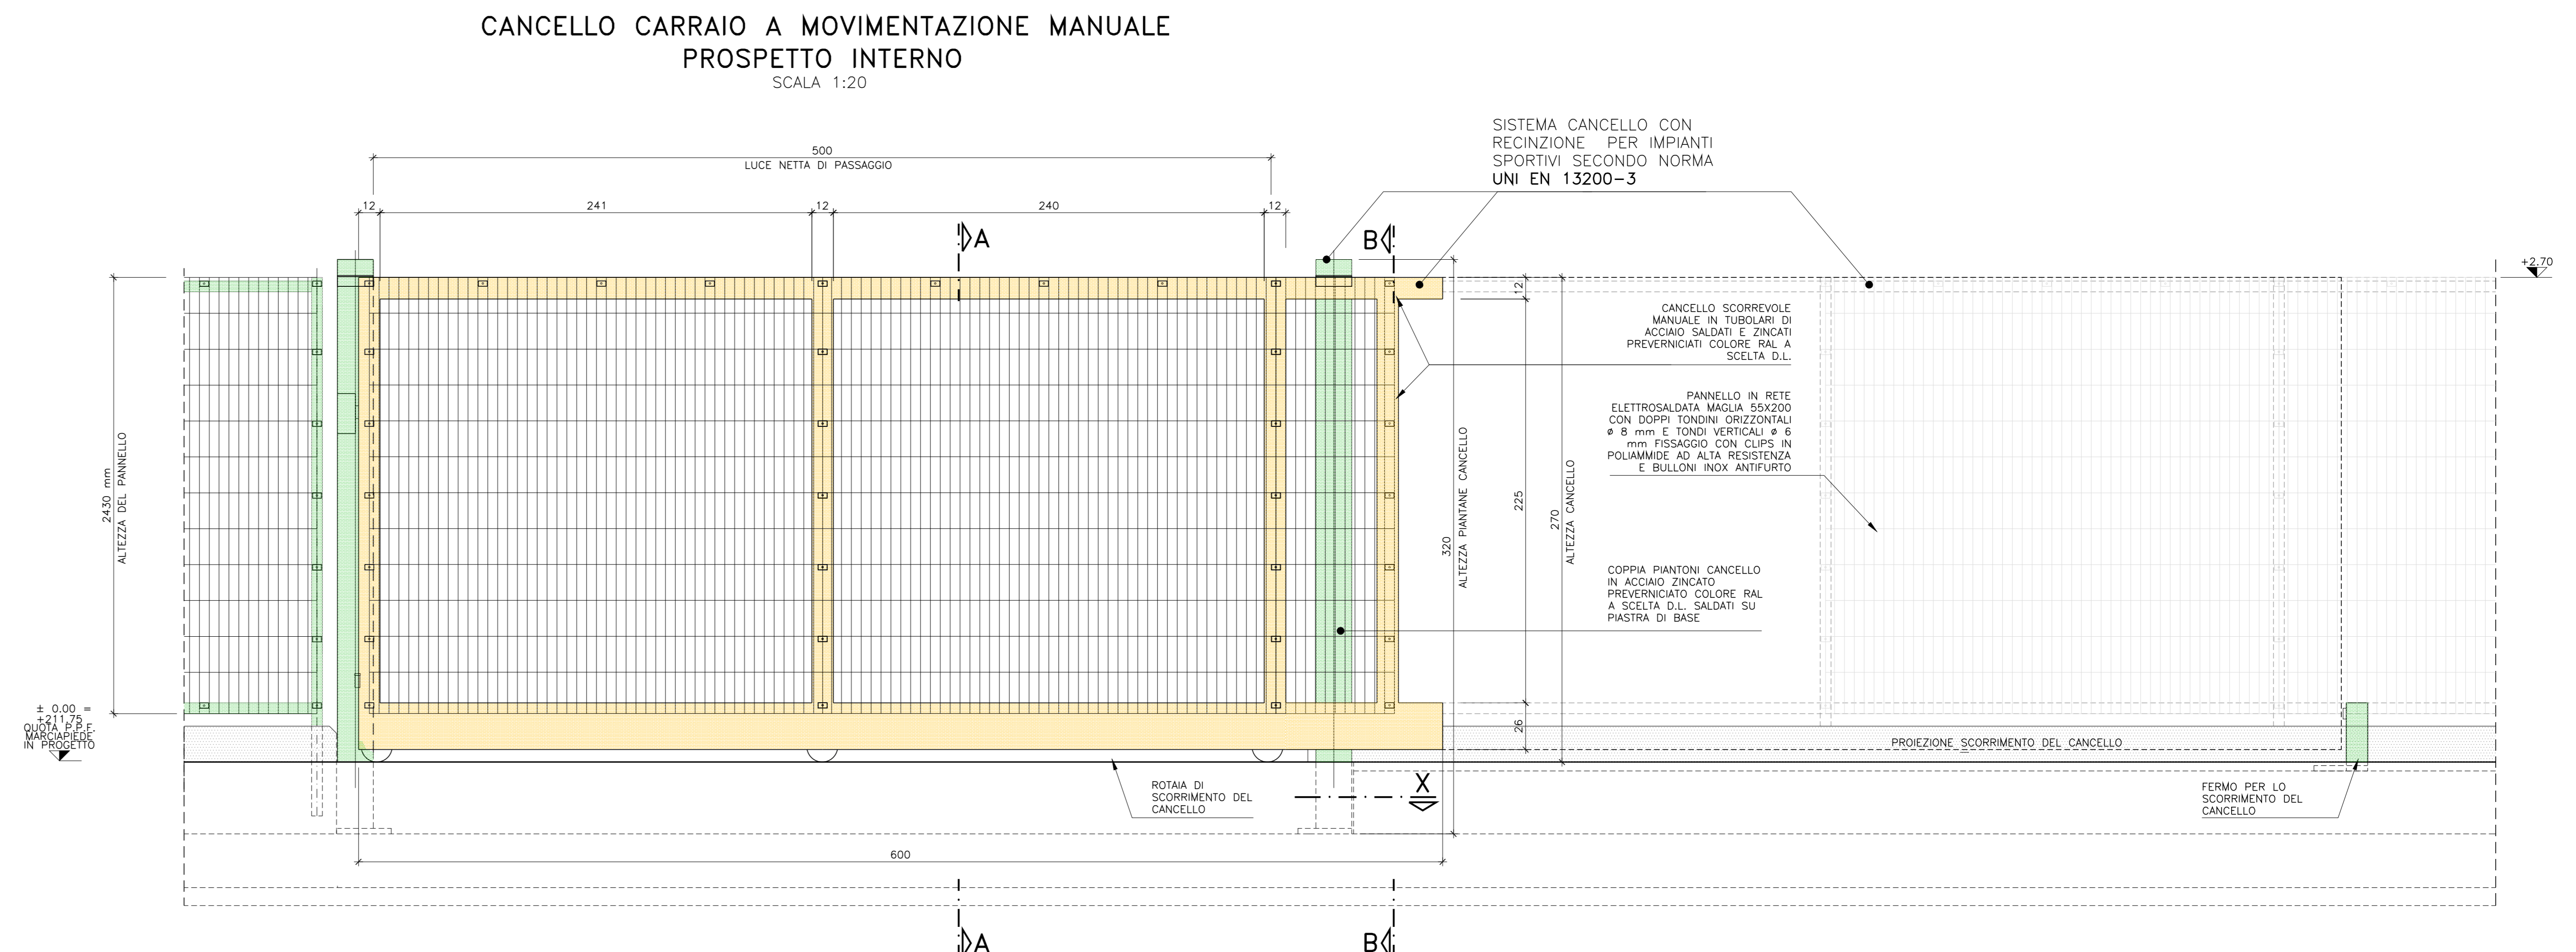 CANCELLO CARRAIO A MOVIMENTAZIONE MANUALE
PROSPETTO INTERNO
SCALA 1:20
SISTEMA CANCELLO CON
RECINZIONE PER IMPIANTI
SPORTIVI SECONDO NORMA
UNI EN 13200-3
500
LUCE NETTA DI PASSAGGIO
12
241
12
240
12
A
B
+2.70
12
CANCELLO SCORREVOLE
MANUALE IN TUBOLARI DI
ACCIAIO SALDATI E ZINCATI
PREVERNICIATI COLORE RAL A
SCELTA D.L.
PANNELLO IN RETE
ELETTROSALDATA MAGLIA 55X200
CON DOPPI TONDINI ORIZZONTALI
ø 8 mm E TONDI VERTICALI ø 6
mm FISSAGGIO CON CLIPS IN
POLIAMMIDE AD ALTA RESISTENZA
E BULLONI INOX ANTIFURTO
2430 mm
ALTEZZA DEL PANNELLO
320
ALTEZZA PIANTANE CANCELLO
225
270
ALTEZZA CANCELLO
COPPIA PIANTONI CANCELLO
IN ACCIAIO ZINCATO
PREVERNICIATO COLORE RAL
A SCELTA D.L. SALDATI SU
PIASTRA DI BASE
26
± 0.00 =
+211.75
QUOTA P.P.F.
MARCIAPIEDE
IN PROGETTO
PROIEZIONE SCORRIMENTO DEL CANCELLO
ROTAIA DI
SCORRIMENTO DEL
CANCELLO
X
FERMO PER LO
SCORRIMENTO DEL
CANCELLO
600
A
B